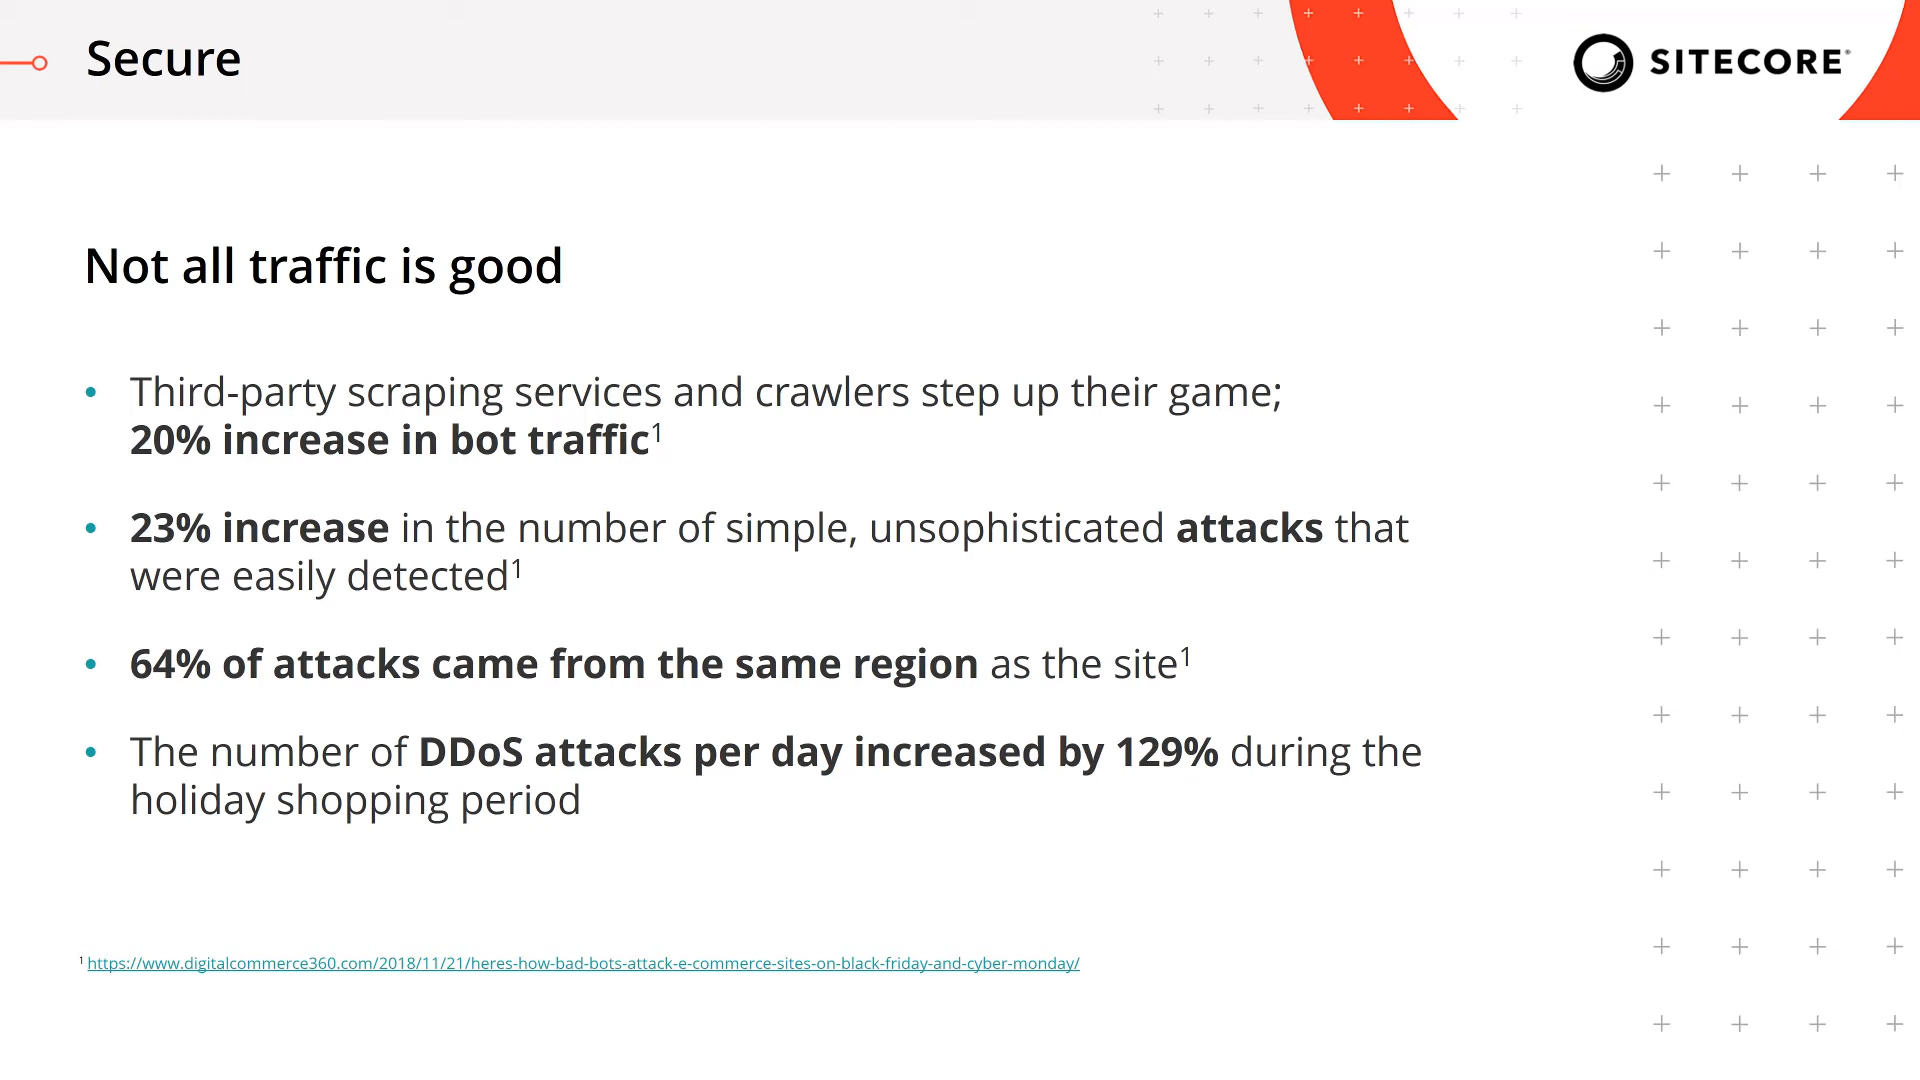 Secure
SITECORE®
Not all traffic is good
• Third-party scraping services and crawlers step up their game;
20% increase in bot traffic¹
• 23% increase in the number of simple, unsophisticated attacks that
were easily detected¹
• 64% of attacks came from the same region as the site¹
• The number of DDoS attacks per day increased by 129% during the
holiday shopping period
¹ https://www.digitalcommerce360.com/2018/11/21/heres-how-bad-bots-attack-e-commerce-sites-on-black-friday-and-cyber-monday/